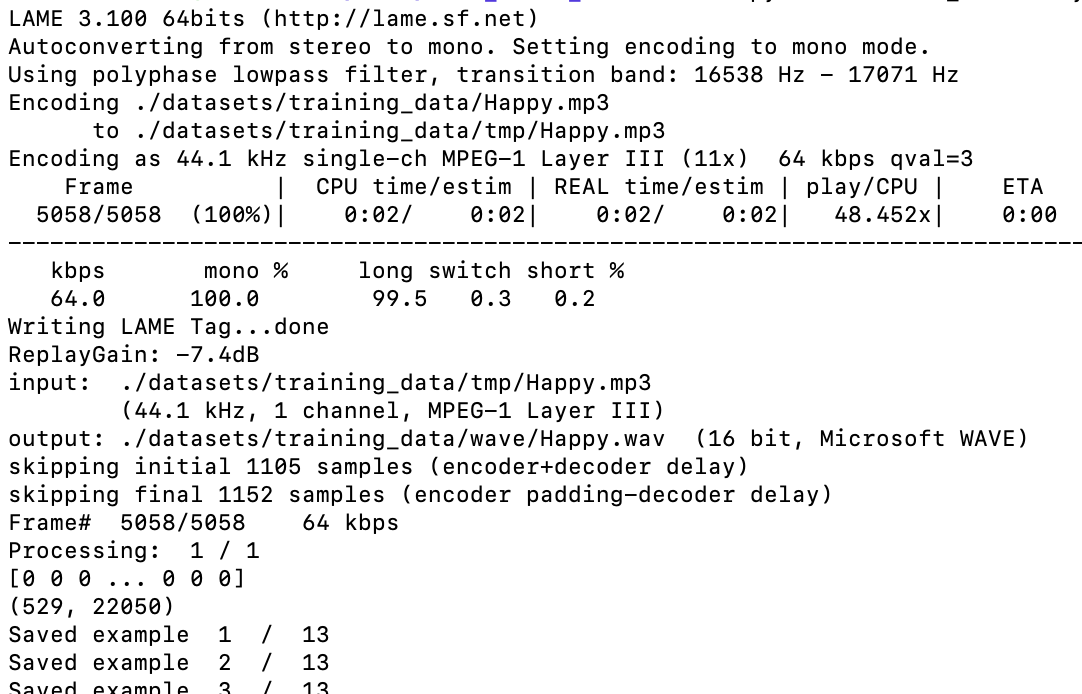 LAME 3.100 64bits (http://lame.sf.net)
Autoconverting from stereo to mono. Setting encoding to mono mode.
Using polyphase lowpass filter, transition band: 16538 Hz - 17071 Hz
Encoding ./datasets/training_data/Happy.mp3
      to ./datasets/training_data/tmp/Happy.mp3
Encoding as 44.1 kHz single-ch MPEG-1 Layer III (11x)  64 kbps qval=3
    Frame          |  CPU time/estim | REAL time/estim | play/CPU |    ETA
  5058/5058  (100%)|    0:02/    0:02|    0:02/    0:02|   48.452x|    0:00
-----------------------------------------------------------------------------
   kbps       mono %     long switch short %
   64.0      100.0        99.5   0.3   0.2
Writing LAME Tag...done
ReplayGain: -7.4dB
input:  ./datasets/training_data/tmp/Happy.mp3
        (44.1 kHz, 1 channel, MPEG-1 Layer III)
output: ./datasets/training_data/wave/Happy.wav  (16 bit, Microsoft WAVE)
skipping initial 1105 samples (encoder+decoder delay)
skipping final 1152 samples (encoder padding-decoder delay)
Frame#  5058/5058    64 kbps
Processing:  1 / 1
[0 0 0 ... 0 0 0]
(529, 22050)
Saved example  1  /  13
Saved example  2  /  13
Saved example  3  /  13